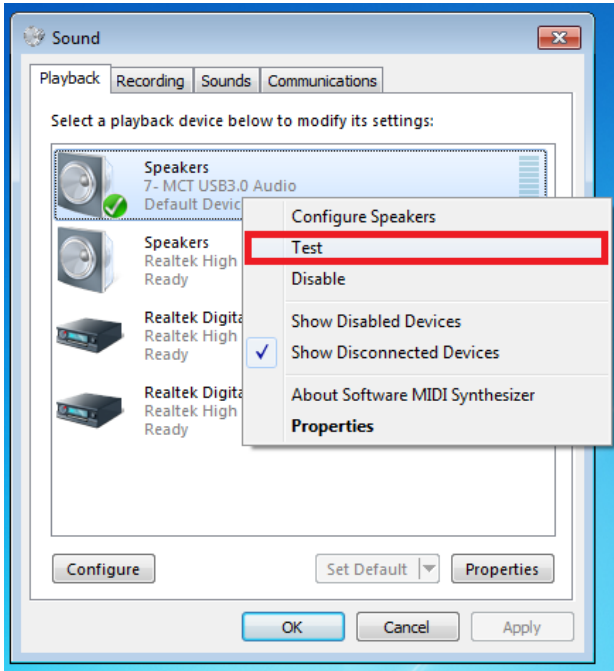 Sound
Playback Recording Sounds Communications
Select a playback device below to modify its settings:
Speakers
7- MCT USB3.0 Audio
Default Devic
Speakers
Realtek High
Ready
Realtek Digita
Realtek High
Ready
Realtek Digita
Realtek High
Ready
Configure Speakers
Test
Disable
Show Disabled Devices
Show Disconnected Devices
About Software MIDI Synthesizer
Properties
Configure Set Default Properties
OK Cancel Apply